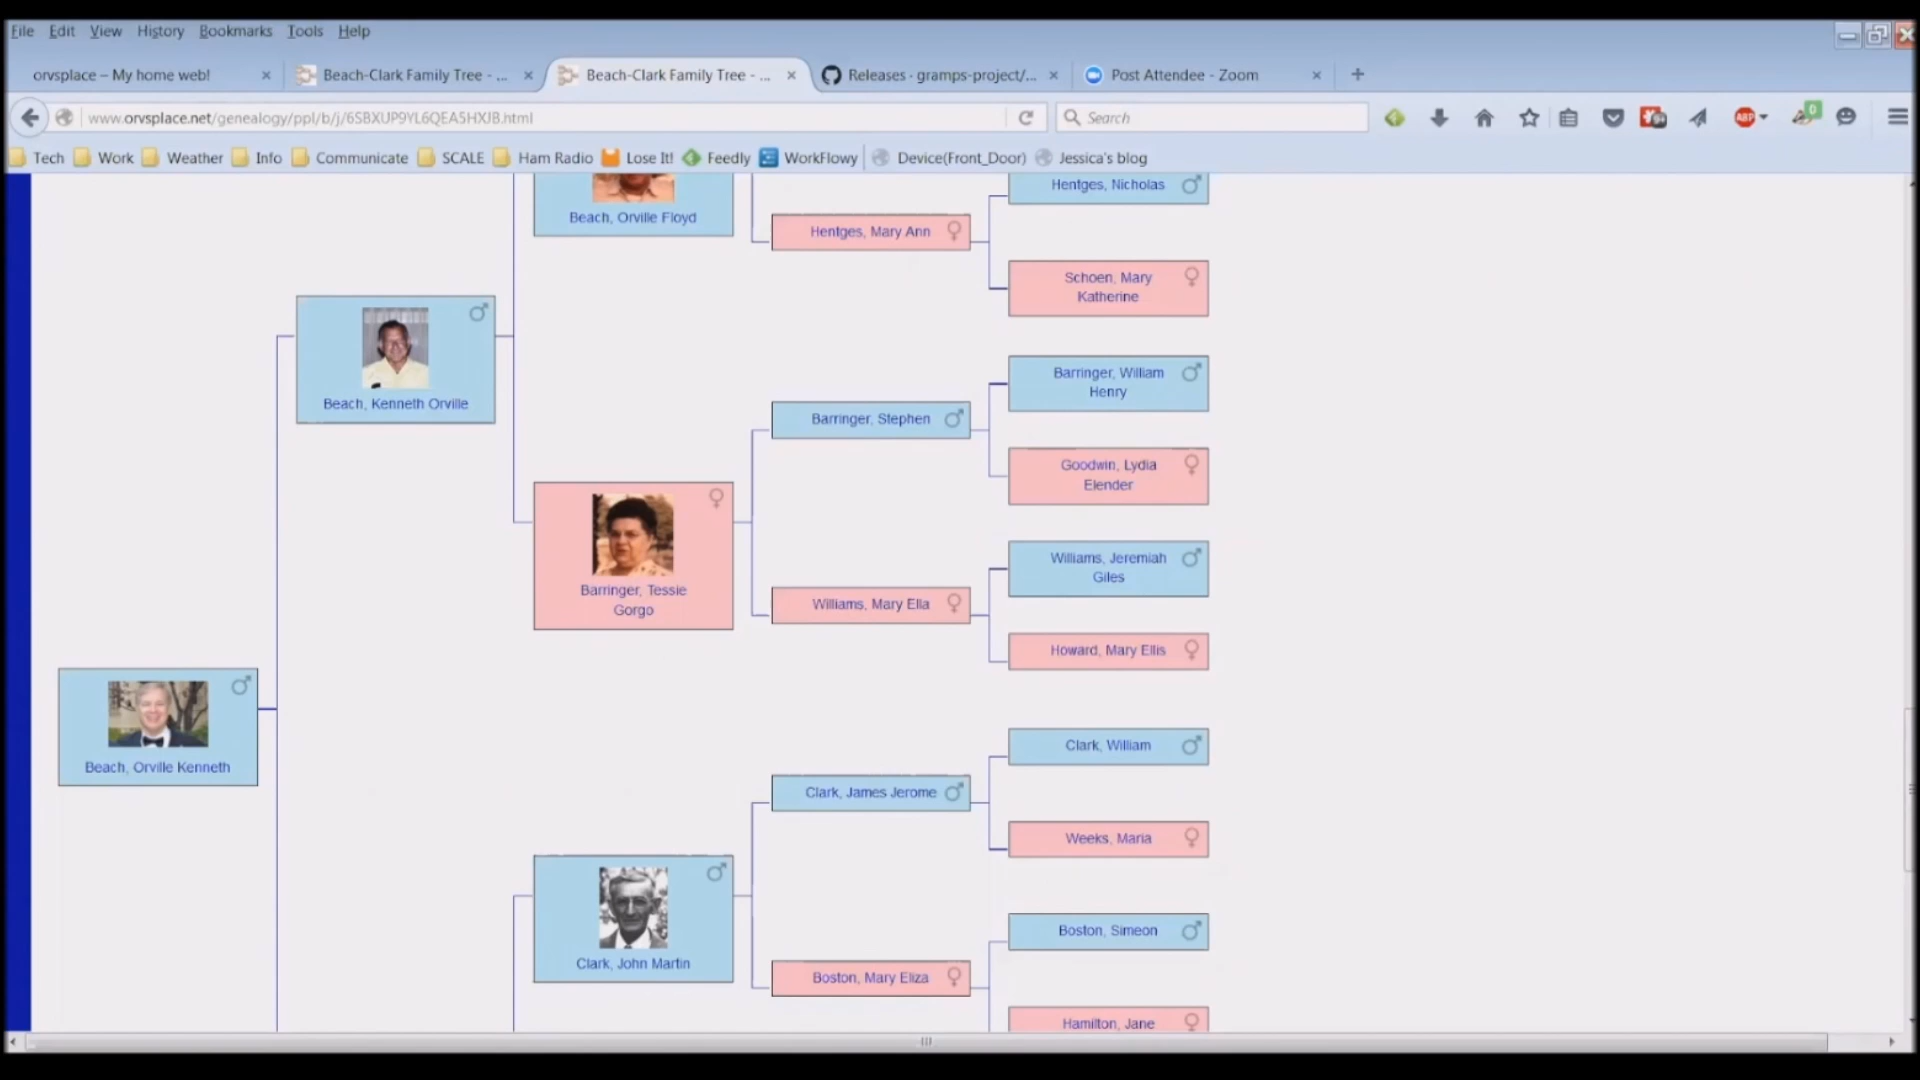 File Edit View History Bookmarks Tools Help
orvsplace – My home web!
Beach-Clark Family Tree - ...
Beach-Clark Family Tree - ...
Releases · gramps-project/...
Post Attendee - Zoom
www.orvsplace.net/genealogy/ppl/b/j/6SBXUP9YL6QEA5HXJB.html
Search
ABP
0
Tech Work Weather Info Communicate SCALE Ham Radio Lose It! Feedly WorkFlowy Device(Front_Door) Jessica's blog
Hentges, Nicholas
Beach, Orville Floyd
Hentges, Mary Ann
Schoen, Mary
Katherine
Beach, Kenneth Orville
Barringer, William
Henry
Barringer, Stephen
Goodwin, Lydia
Elender
Barringer, Tessie
Gorgo
Williams, Jeremiah
Giles
Williams, Mary Ella
Howard, Mary Ellis
Beach, Orville Kenneth
Clark, William
Clark, James Jerome
Weeks, Maria
Clark, John Martin
Boston, Simeon
Boston, Mary Eliza
Hamilton, Jane